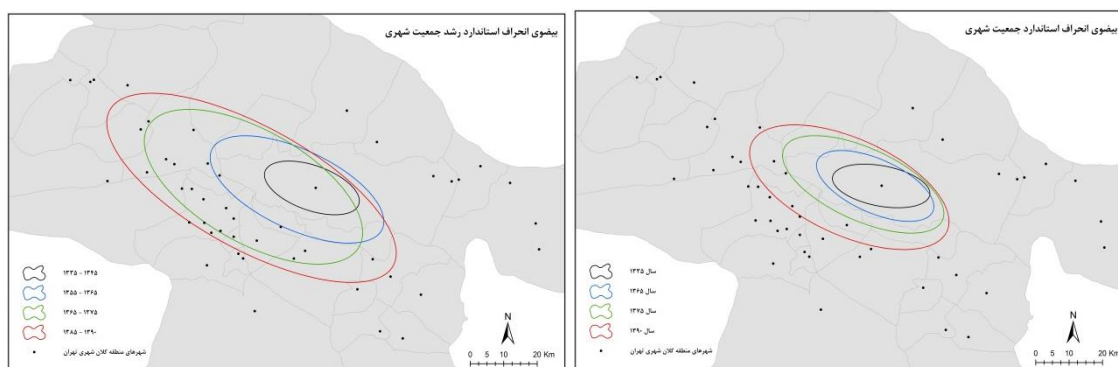 بیضوی انحراف استاندارد رشد جمعیت شهری
۱۳۳۵ - ۱۳۴۵
۱۳۵۵ - ۱۳۶۵
۱۳۶۵ - ۱۳۷۵
۱۳۸۵ - ۱۳۹۰
شهرهای منطقه کلان شهری تهران
N
0 5 10 20 Km
بیضوی انحراف استاندارد جمعیت شهری
سال ۱۳۳۵
سال ۱۳۶۵
سال ۱۳۷۵
سال ۱۳۹۰
شهرهای منطقه کلان شهری تهران
N
0 5 10 20 Km